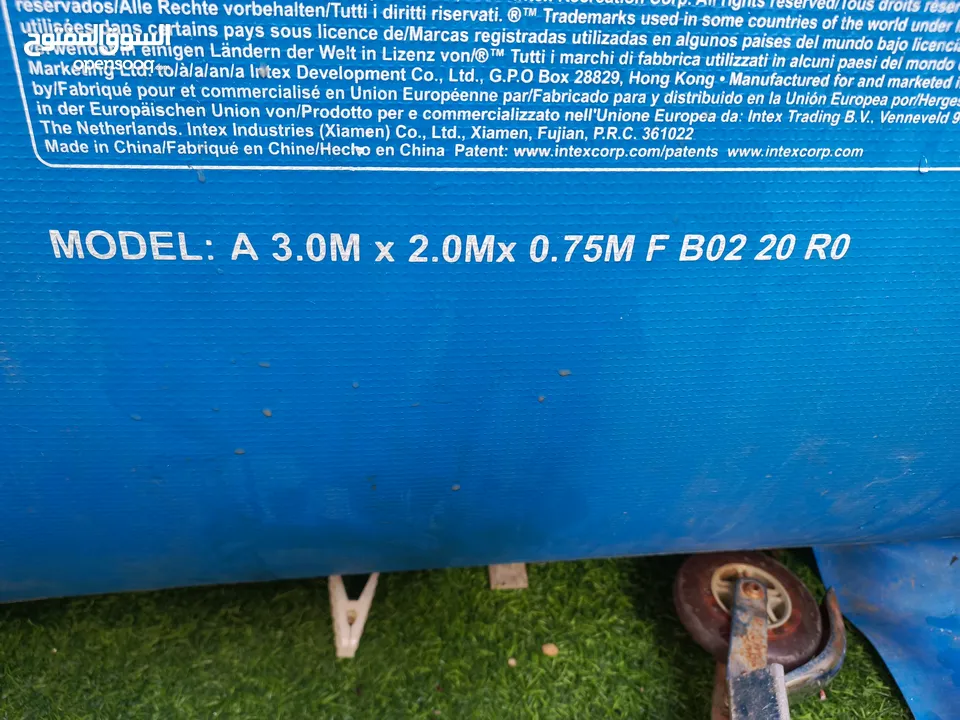 السوق المفتوح
opensooq.com
reservados/Alle Rechte vorbehalten/Tutti i diritti riservati. ®™ Trademarks used in some countries of the world under
pays sous licence de/Marcas registradas utilizadas en algunos países del mundo bajo licencia
in einigen Ländern der Welt in Lizenz von/®™ Tutti i marchi di fabbrica utilizzati in alcuni paesi del mondo
Marketing Ltd. to/à/a/an/a Intex Development Co., Ltd., G.P.O Box 28829, Hong Kong • Manufactured for and marketed
by/Fabriqué pour et commercialisé en Union Européenne par/Fabricado para y distribuido en la Unión Europea por/Herges
in der Europäischen Union von/Prodotto per e commercializzato nell'Unione Europea da: Intex Trading B.V., Venneveld 9
The Netherlands. Intex Industries (Xiamen) Co., Ltd., Xiamen, Fujian, P.R.C. 361022
Made in China/Fabriqué en Chine/Hecho en China Patent: www.intexcorp.com/patents www.intexcorp.com
MODEL: A 3.0M x 2.0Mx 0.75M F B02 20 R0